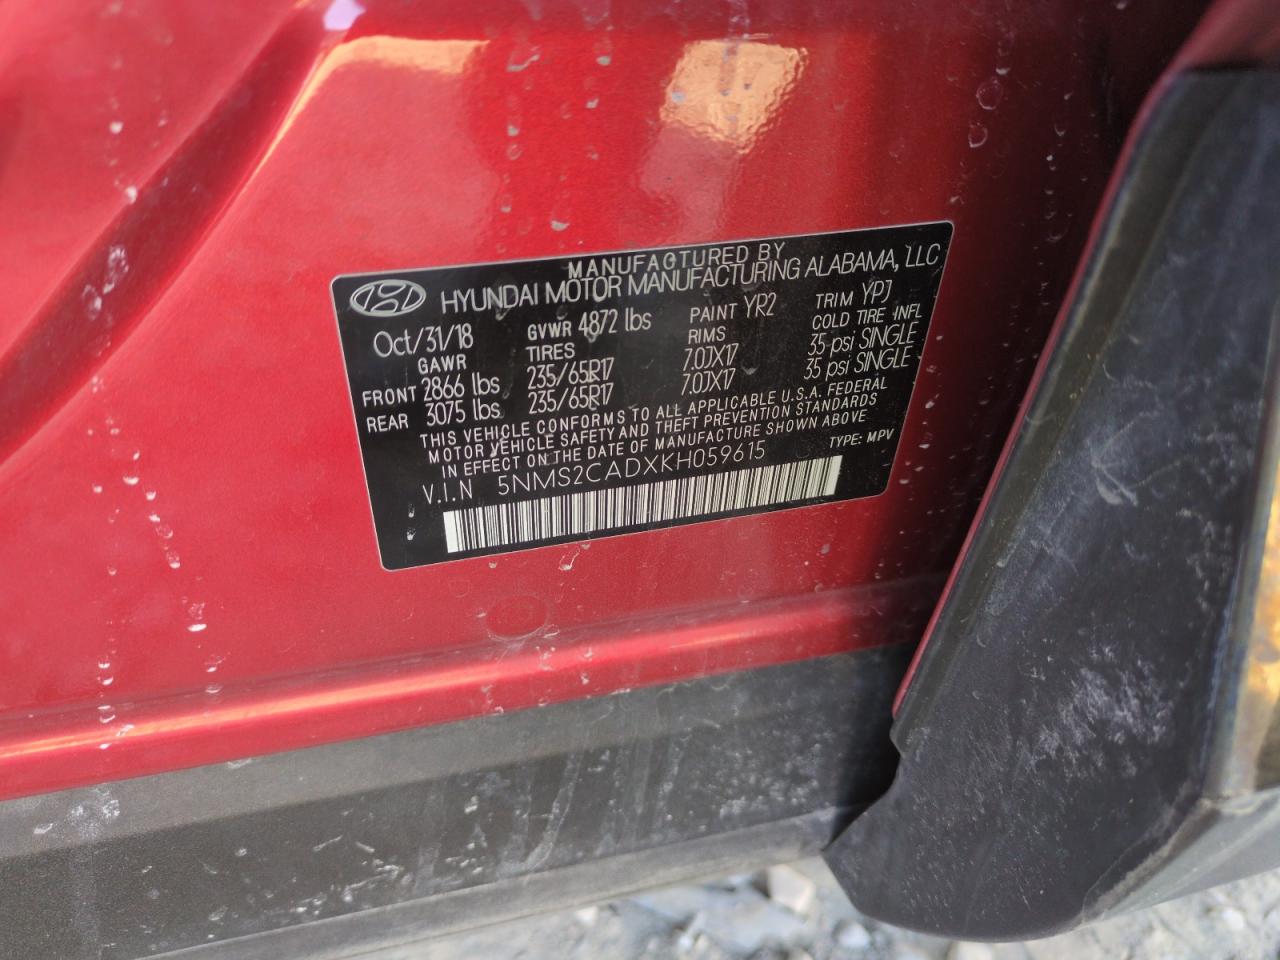 MANUFACTURED BY
HYUNDAI MOTOR MANUFACTURING ALABAMA, LLC
Oct/31/18 GVWR 4872 lbs PAINT YR2 TRIM YPJ
GAWR TIRES RIMS COLD TIRE INFL
FRONT 2866 lbs 235/65R17 7.0JX17 35 psi SINGLE
REAR 3075 lbs 235/65R17 7.0JX17 35 psi SINGLE
THIS VEHICLE CONFORMS TO ALL APPLICABLE U.S.A. FEDERAL
MOTOR VEHICLE SAFETY AND THEFT PREVENTION STANDARDS
IN EFFECT ON THE DATE OF MANUFACTURE SHOWN ABOVE
V.I.N 5NMS2CADXKH059615 TYPE: MPV